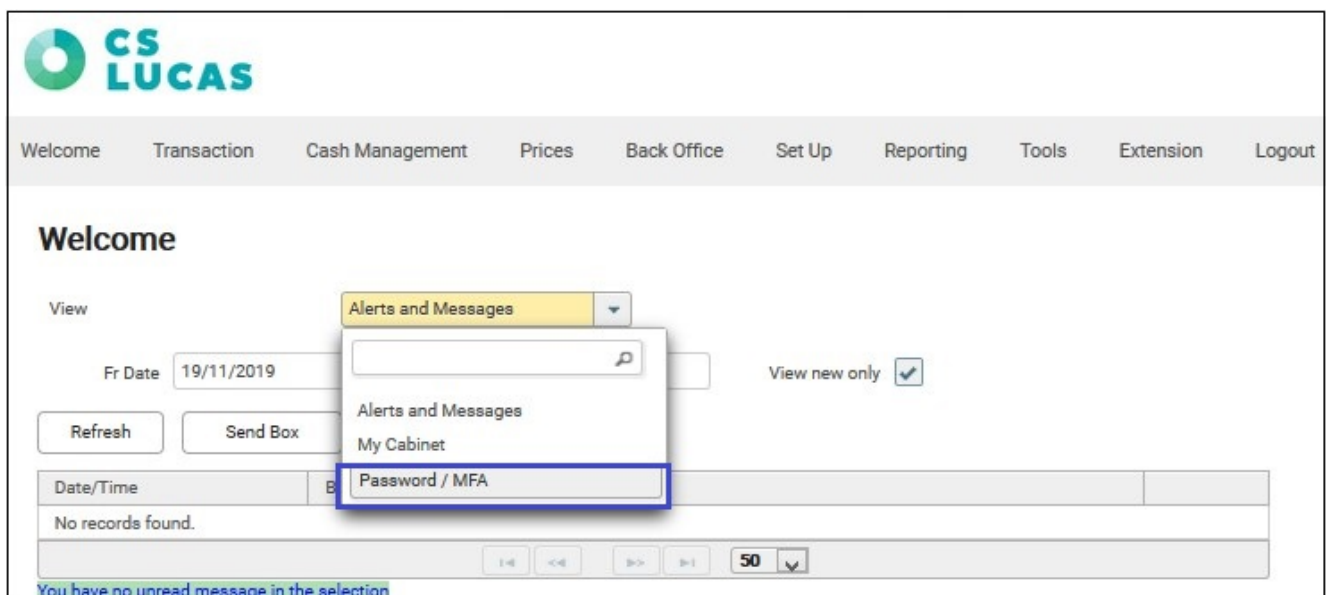 CS
LUCAS
Welcome Transaction Cash Management Prices Back Office Set Up Reporting Tools Extension Logout
Welcome
View Alerts and Messages
Fr Date 19/11/2019 View new only
Alerts and Messages
Refresh Send Box
My Cabinet
Password / MFA
Date/Time B
No records found.
50
You have no unread message in the selection